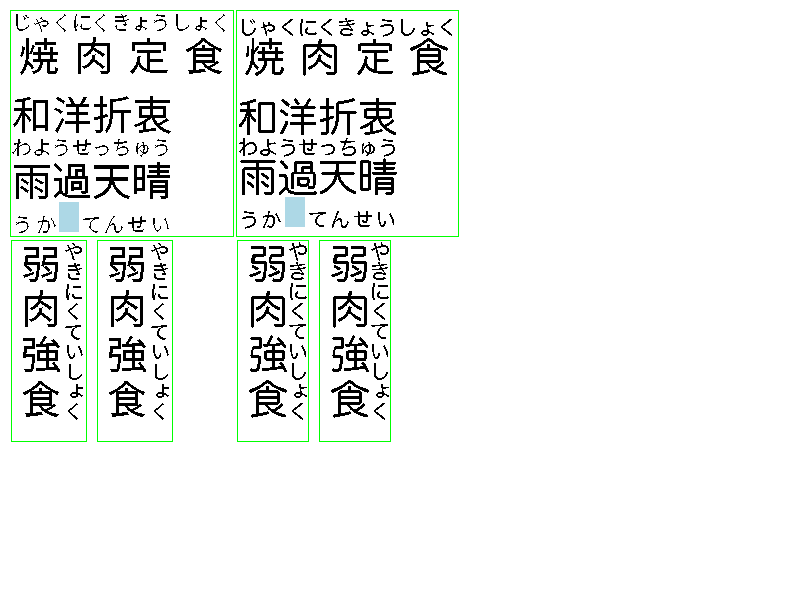 じゃくにくきょうしょく
焼肉定食
和洋折衷
わようせっちゅう
雨過天晴
うか てんせい
じゃくにくきょうしょく
焼肉定食
和洋折衷
わようせっちゅう
雨過天晴
うか てんせい
弱肉強食
やきにくていしょく
弱肉強食
やきにくていしょく
弱肉強食
やきにくていしょく
弱肉強食
やきにくていしょく